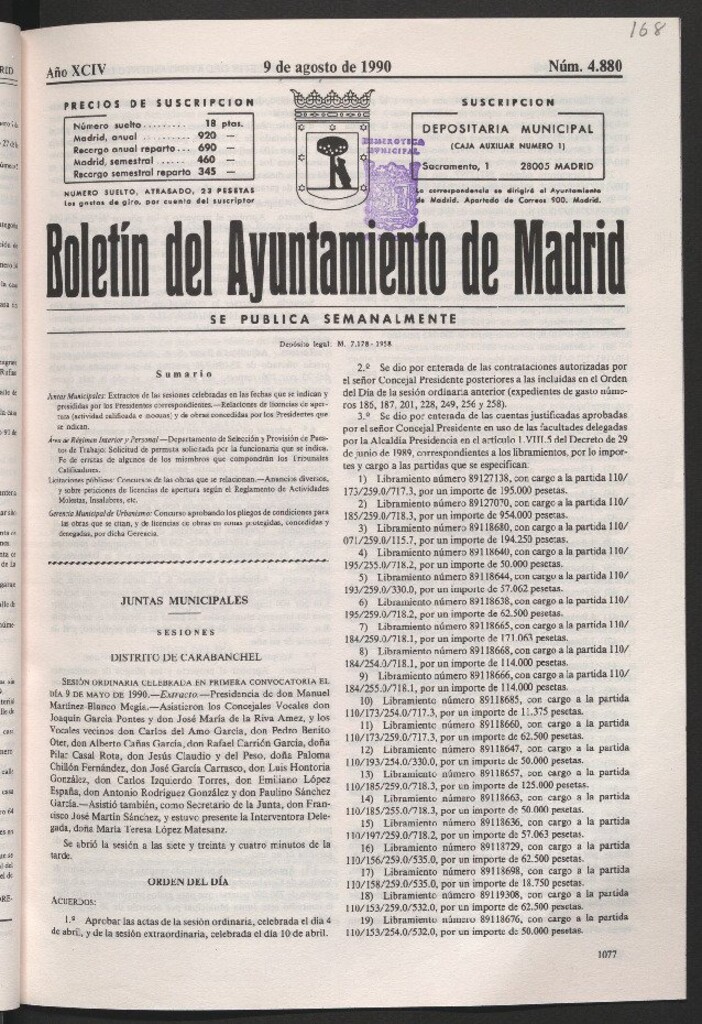 168
Año XCIV
9 de agosto de 1990
Núm. 4.880
PRECIOS DE SUSCRIPCION
Número suelto ......... 18 ptas.
Madrid, anual ......... 920 —
Recargo anual reparto ... 690 —
Madrid, semestral ...... 460 —
Recargo semestral reparto 345 —
NUMERO SUELTO, ATRASADO, 23 PESETAS
Los gastos de giro, por cuenta del suscriptor
HEMEROTECA
MUNICIPAL
SUSCRIPCION
DEPOSITARIA MUNICIPAL
(CAJA AUXILIAR NUMERO 1)
Sacramento, 1 28005 MADRID
La correspondencia se dirigirá al Ayuntamiento
de Madrid. Apartado de Correos 900. Madrid.
Boletín del Ayuntamiento de Madrid
SE PUBLICA SEMANALMENTE
Depósito legal: M. 7.178 - 1958
Sumario
Juntas Municipales: Extractos de las sesiones celebradas en las fechas que se indican y
presididas por los Presidentes correspondientes.—Relaciones de licencias de aper-
tura (actividad calificada e inocuas) y de obras concedidas por los Presidentes que
se indican.
Area de Régimen Interior y Personal.—Departamento de Selección y Provisión de Pues-
tos de Trabajo: Solicitud de permuta solicitada por la funcionaria que se indica.
Fe de erratas de algunos de los miembros que compondrán los Tribunales
Calificadores.
Licitaciones públicas: Concursos de las obras que se relacionan.—Anuncios diversos,
y sobre peticiones de licencias de apertura según el Reglamento de Actividades
Molestas, Insalubres, etc.
Gerencia Municipal de Urbanismo: Concurso aprobando los pliegos de condiciones para
las obras que se citan, y de licencias de obras en zonas protegidas, concedidas y
denegadas, por dicha Gerencia.
JUNTAS MUNICIPALES
SESIONES
DISTRITO DE CARABANCHEL
SESIÓN ORDINARIA CELEBRADA EN PRIMERA CONVOCATORIA EL
DÍA 9 DE MAYO DE 1990.—Extracto.—Presidencia de don Manuel
Martínez-Blanco Megía.—Asistieron los Concejales Vocales don
Joaquín García Pontes y don José María de la Riva Amez, y los
Vocales vecinos don Carlos del Amo García, don Pedro Benito
Oter, don Alberto Cañas García, don Rafael Carrión García, doña
Pilar Casal Rota, don Jesús Claudio y del Peso, doña Paloma
Chillón Fernández, don José García Carrasco, don Luis Hontoria
González, don Carlos Izquierdo Torres, don Emiliano López
España, don Antonio Rodríguez González y don Paulino Sánchez
García.—Asistió también, como Secretario de la Junta, don Fran-
cisco José Martín Sánchez, y estuvo presente la Interventora Dele-
gada, doña María Teresa López Matesanz.
Se abrió la sesión a las siete y treinta y cuatro minutos de la
tarde.
ORDEN DEL DÍA
ACUERDOS:
1.º Aprobar las actas de la sesión ordinaria, celebrada el día 4
de abril, y de la sesión extraordinaria, celebrada el día 10 de abril.
2.º Se dio por enterada de las contrataciones autorizadas por
el señor Concejal Presidente posteriores a las incluidas en el Orden
del Día de la sesión ordinaria anterior (expedientes de gasto números
186, 187, 201, 228, 249, 256 y 258).
3.º Se dio por enterada de las cuentas justificadas aprobadas
por el señor Concejal Presidente en uso de las facultades delegadas
por la Alcaldía Presidencia en el artículo 1.VIII.5 del Decreto de 29
de junio de 1989, correspondientes a los libramientos, por lo impor-
tes y cargo a las partidas que se especifican:
1) Libramiento número 89127138, con cargo a la partida 110/
173/259.0/717.3, por un importe de 195.000 pesetas.
2) Libramiento número 89127070, con cargo a la partida 110/
185/259.0/718.3, por un importe de 954.000 pesetas.
3) Libramiento número 89118680, con cargo a la partida 110/
071/259.0/115.7, por un importe de 194.250 pesetas.
4) Libramiento número 89118640, con cargo a la partida 110/
195/255.0/718.2, por un importe de 50.000 pesetas.
5) Libramiento número 89118644, con cargo a la partida 110/
193/259.0/330.0, por un importe de 57.062 pesetas.
6) Libramiento número 89118638, con cargo a la partida 110/
195/259.0/718.2, por un importe de 62.500 pesetas.
7) Libramiento número 89118665, con cargo a la partida 110/
184/259.0/718.1, por un importe de 171.063 pesetas.
8) Libramiento número 89118668, con cargo a la partida 110/
184/254.0/718.1, por un importe de 114.000 pesetas.
9) Libramiento número 89118666, con cargo a la partida 110/
184/255.0/718.1, por un importe de 114.000 pesetas.
10) Libramiento número 89118685, con cargo a la partida
110/173/254.0/717.3, por un importe de 11.375 pesetas.
11) Libramiento número 89118660, con cargo a la partida
110/173/259.0/717.3, por un importe de 62.500 pesetas.
12) Libramiento número 89118647, con cargo a la partida
110/193/254.0/330.0, por un importe de 50.000 pesetas.
13) Libramiento número 89118657, con cargo a la partida
110/185/259.0/718.3, por un importe de 125.000 pesetas.
14) Libramiento número 89118663, con cargo a la partida
110/185/255.0/718.3, por un importe de 50.000 pesetas.
15) Libramiento número 89118636, con cargo a la partida
110/197/259.0/718.2, por un importe de 57.063 pesetas.
16) Libramiento número 89118729, con cargo a la partida
110/156/259.0/535.0, por un importe de 62.500 pesetas.
17) Libramiento número 89118698, con cargo a la partida
110/158/259.0/535.0, por un importe de 18.750 pesetas.
18) Libramiento número 89119308, con cargo a la partida
110/153/259.0/532.0, por un importe de 62.500 pesetas.
19) Libramiento número 89118676, con cargo a la partida
110/153/254.0/532.0, por un importe de 50.000 pesetas.
1077